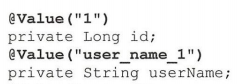 @Value("1")
private Long id;
@Value("user_name_1")
private String userName;